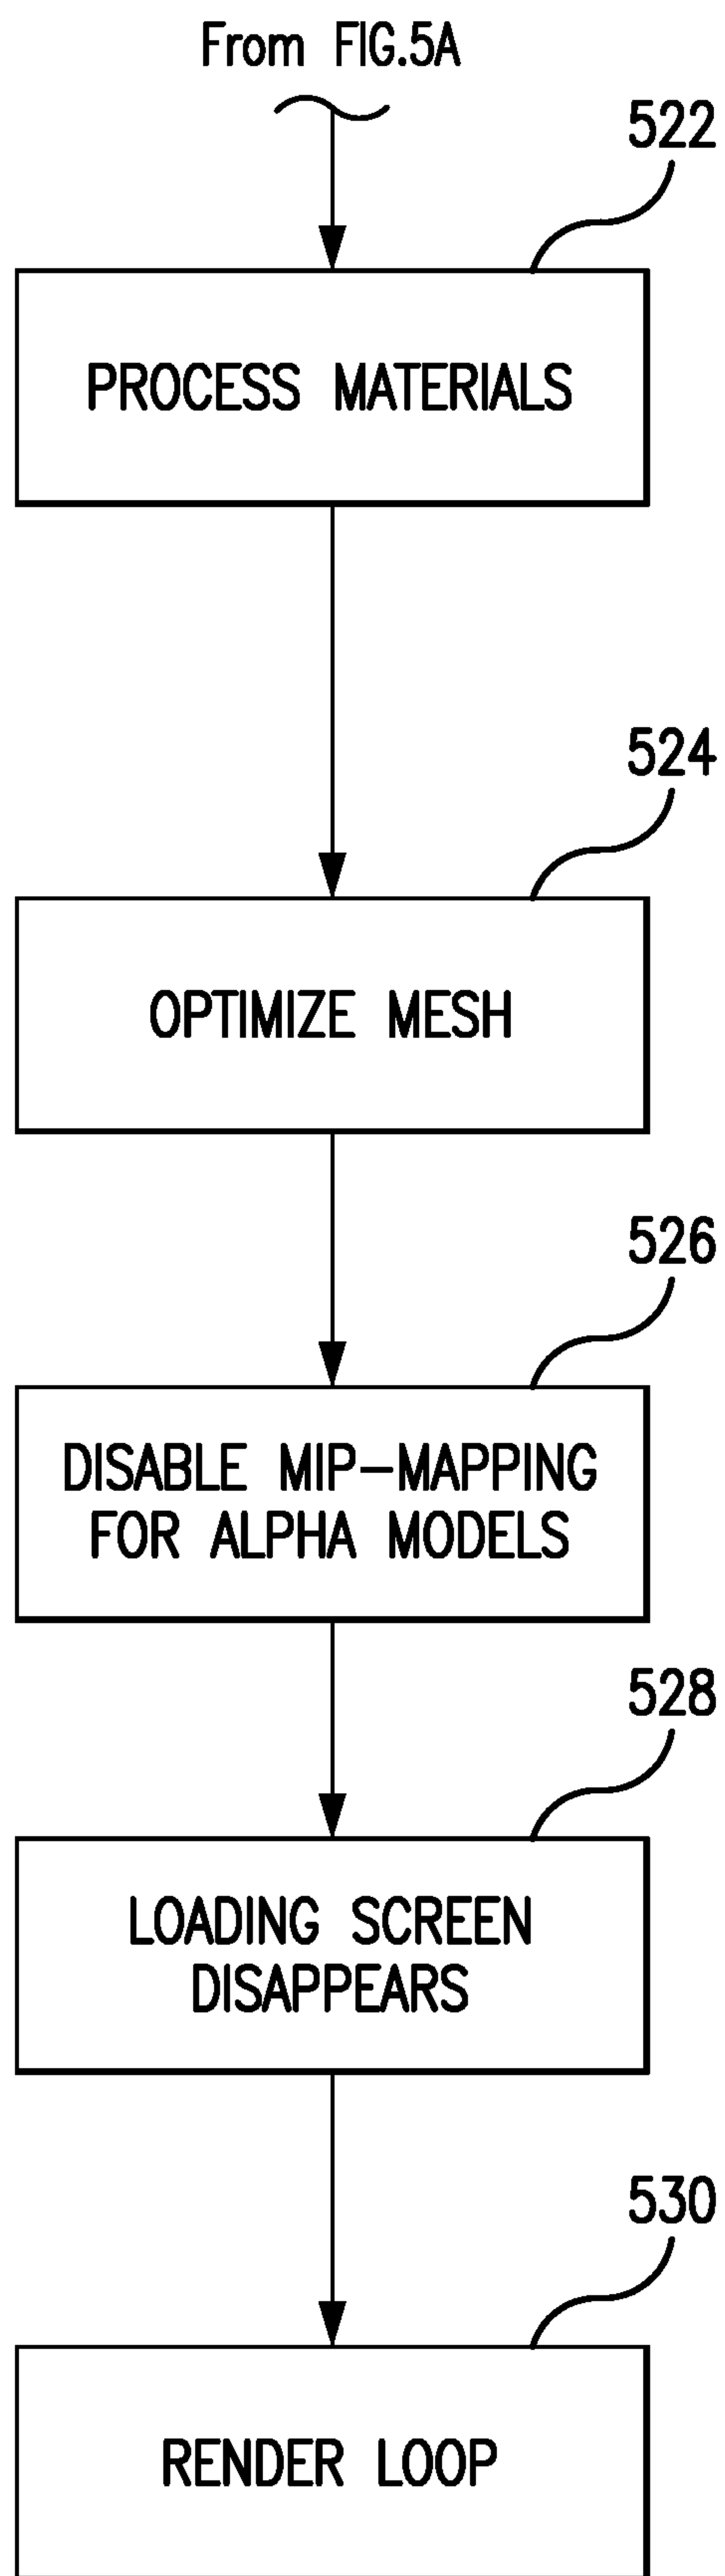 From FIG.5A
522
PROCESS MATERIALS
524
OPTIMIZE MESH
526
DISABLE MIP-MAPPING
FOR ALPHA MODELS
528
LOADING SCREEN
DISAPPEARS
530
RENDER LOOP